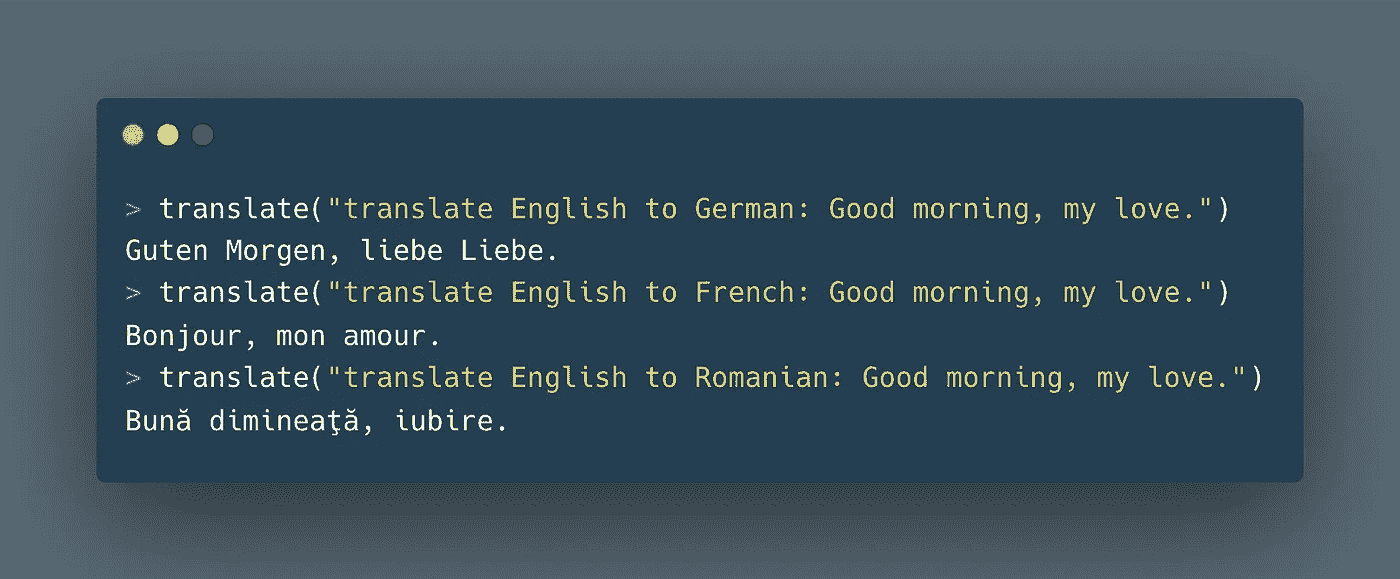 > translate("translate English to German: Good morning, my love.")
Guten Morgen, liebe Liebe.
> translate("translate English to French: Good morning, my love.")
Bonjour, mon amour.
> translate("translate English to Romanian: Good morning, my love.")
Bună dimineaţă, iubire.